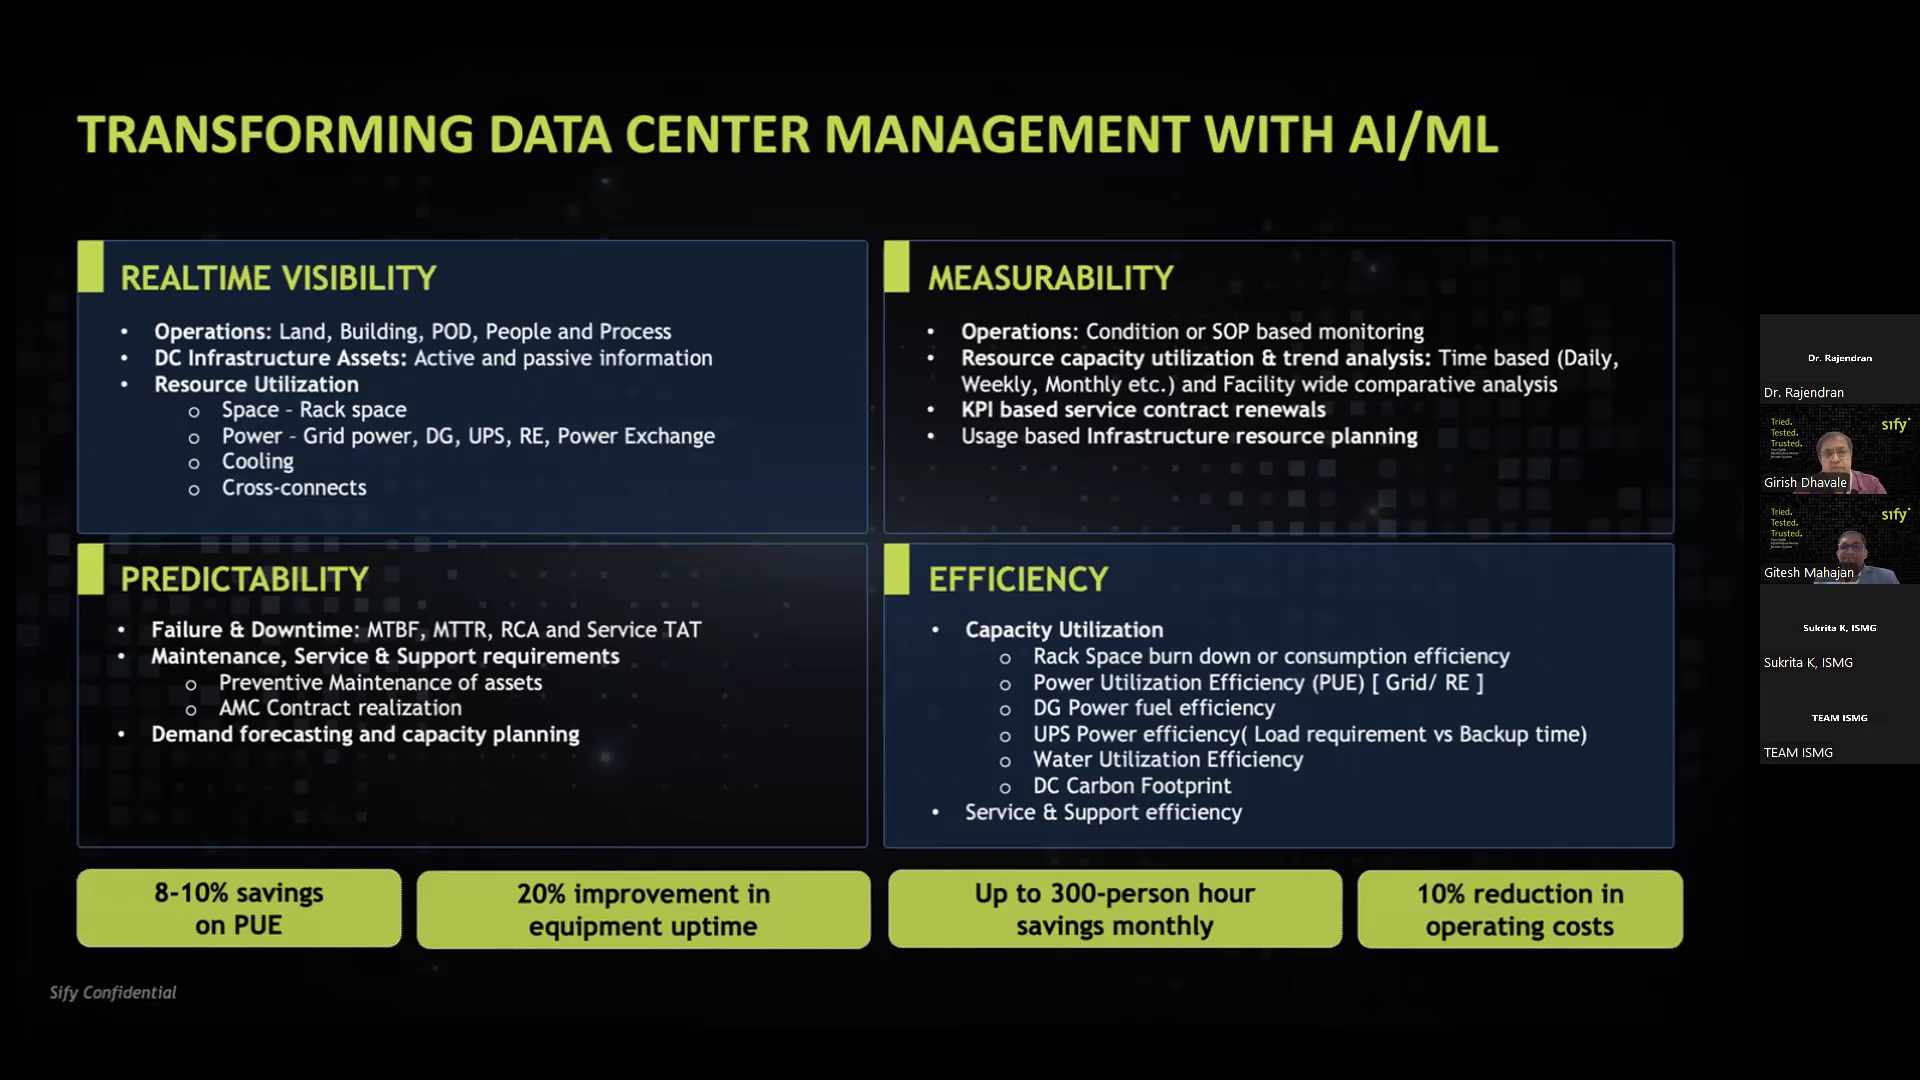 TRANSFORMING DATA CENTER MANAGEMENT WITH AI/ML
REALTIME VISIBILITY
• Operations: Land, Building, POD, People and Process
• DC Infrastructure Assets: Active and passive information
• Resource Utilization
o Space - Rack space
o Power - Grid power, DG, UPS, RE, Power Exchange
o Cooling
o Cross-connects
MEASURABILITY
• Operations: Condition or SOP based monitoring
• Resource capacity utilization & trend analysis: Time based (Daily,
Weekly, Monthly etc.) and Facility wide comparative analysis
• KPI based service contract renewals
• Usage based Infrastructure resource planning
PREDICTABILITY
• Failure & Downtime: MTBF, MTTR, RCA and Service TAT
• Maintenance, Service & Support requirements
o Preventive Maintenance of assets
o AMC Contract realization
• Demand forecasting and capacity planning
EFFICIENCY
• Capacity Utilization
o Rack Space burn down or consumption efficiency
o Power Utilization Efficiency (PUE) [ Grid/ RE ]
o DG Power fuel efficiency
o UPS Power efficiency( Load requirement vs Backup time)
o Water Utilization Efficiency
o DC Carbon Footprint
• Service & Support efficiency
8-10% savings
on PUE
20% improvement in
equipment uptime
Up to 300-person hour
savings monthly
10% reduction in
operating costs
Sify Confidential
Dr. Rajendran
Dr. Rajendran
Tried.
Tested.
Trusted.
sify
Girish Dhavale
Tried.
Tested.
Trusted.
sify
Gitesh Mahajan
Sukrita K, ISMG
Sukrita K, ISMG
TEAM ISMG
TEAM ISMG